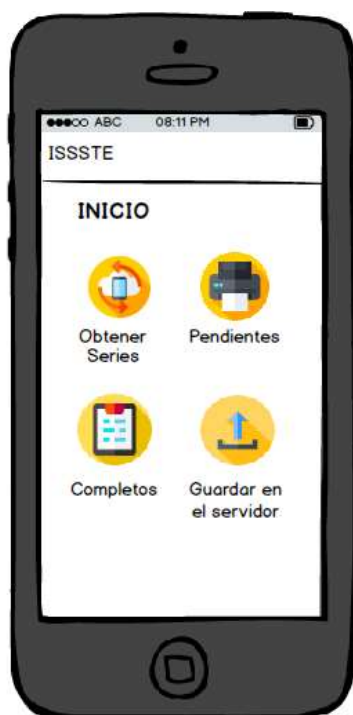 ABC 08:11 PM
ISSSTE
INICIO
Obtener
Series
Pendientes
Completos
Guardar en
el servidor